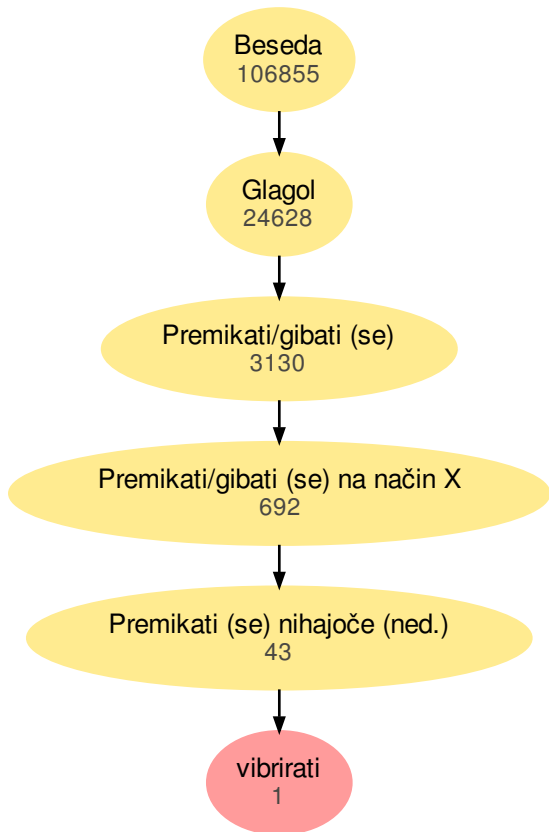 Beseda
106855
Glagol
24628
Premikati/gibati (se)
3130
Premikati/gibati (se) na način X
692
Premikati (se) nihajoče (ned.)
43
vibrirati
1